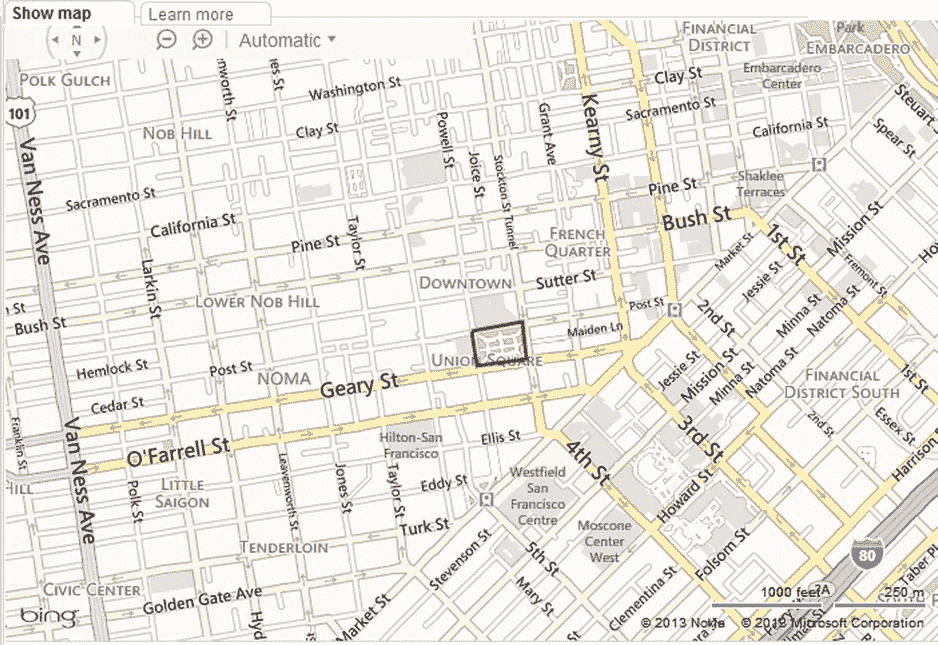 Show map
Learn more
N
Automatic
POLK GULCH
FINANCIAL
DISTRICT
Park
EMBARCADERO
Embarcadero
Center
Clay St
Washington St
Sacramento St
101
NOB HILL
Clay St
Powell St
Grant Ave
Kearny St
California St
Steuart
Spear St
Van Ness Ave
Joice St
Stockton St Tunnel
Pine St
Shaklee
Terraces
Sacramento St
California St
Pine St
Taylor St
FRENCH
QUARTER
Bush St
1st St
Mission St
Market St
Jessie St
Fremont St
Larkin St
LOWER NOB HILL
DOWNTOWN
Sutter St
Post St
2nd St
Minna St
Natoma St
Bush St
Maiden Ln
UNION SQUARE
Hemlock St
Post St
NOMA
Geary St
Jessie St
Mission St
Minna St
Natoma St
FINANCIAL
DISTRICT SOUTH
1st St
Cedar St
Franklin St
Van Ness Ave
O'Farrell St
Hilton-San
Francisco
Ellis St
4th St
3rd St
2nd St
Essex St
Harrison
LITTLE
SAIGON
Polk St
Leavenworth St
Jones St
Taylor St
Eddy St
Westfield
San
Francisco
Centre
Howard St
Turk St
Moscone
Center
West
Folsom St
TENDERLOIN
Stevenson St
5th St
80
CIVIC CENTER
Golden Gate Ave
Mary St
Clementina St
Taber Pl
Hyd
Market St
1000 feet
2A
250 m
bing
© 2013 Nokia
© 2013 Microsoft Corporation